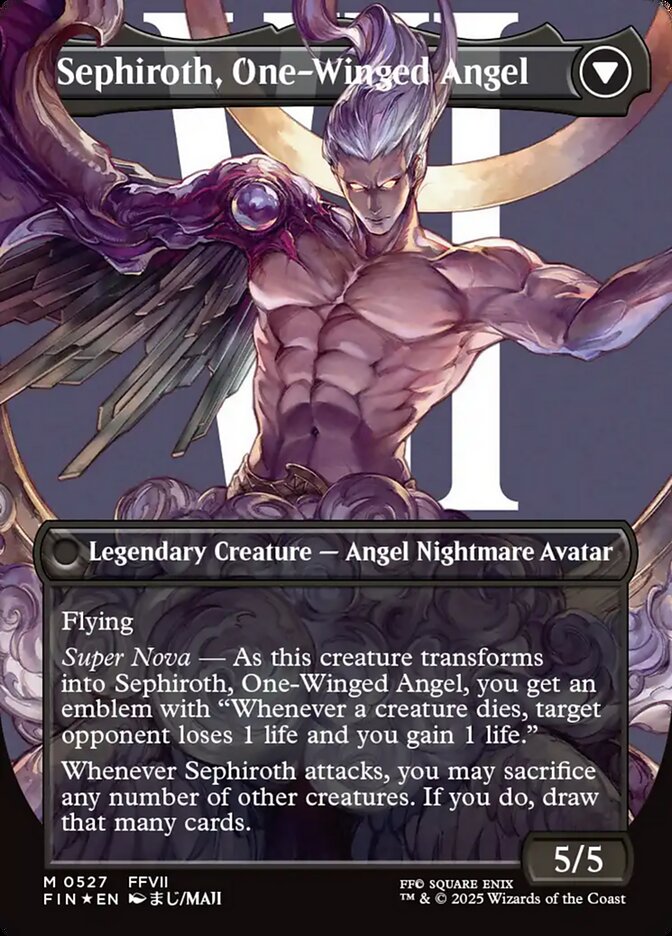 VII
Sephiroth, One-Winged Angel
Legendary Creature — Angel Nightmare Avatar
Flying
Super Nova — As this creature transforms
into Sephiroth, One-Winged Angel, you get an
emblem with “Whenever a creature dies, target
opponent loses 1 life and you gain 1 life.”
Whenever Sephiroth attacks, you may sacrifice
any number of other creatures. If you do, draw
that many cards.
5/5
M 0527 FFVII
FIN★EN まじ/MAJI
FF© SQUARE ENIX
™ & © 2025 Wizards of the Coast